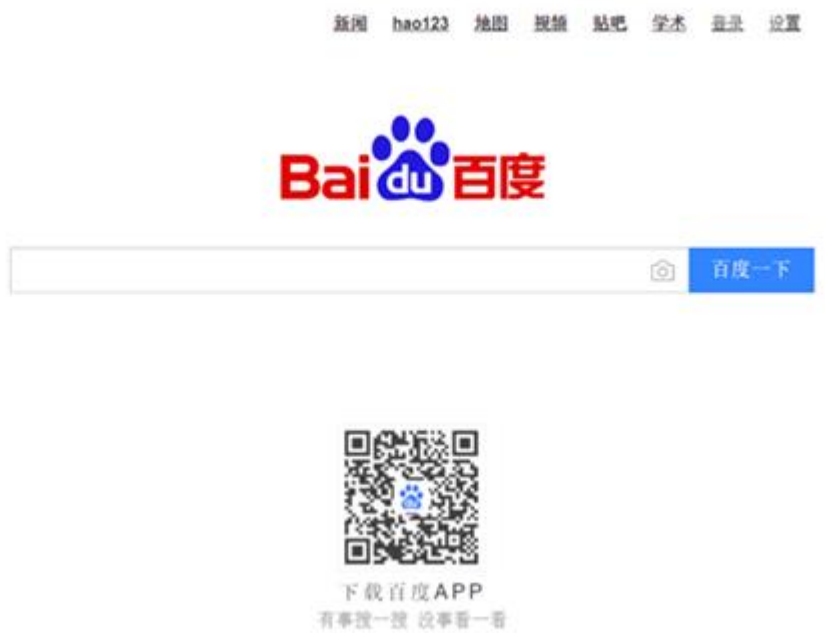 新闻 hao123 地图 视频 贴吧 学术 登录 设置
Bai du 百度
百度一下
du
下载百度APP
有事搜一搜 没事看一看